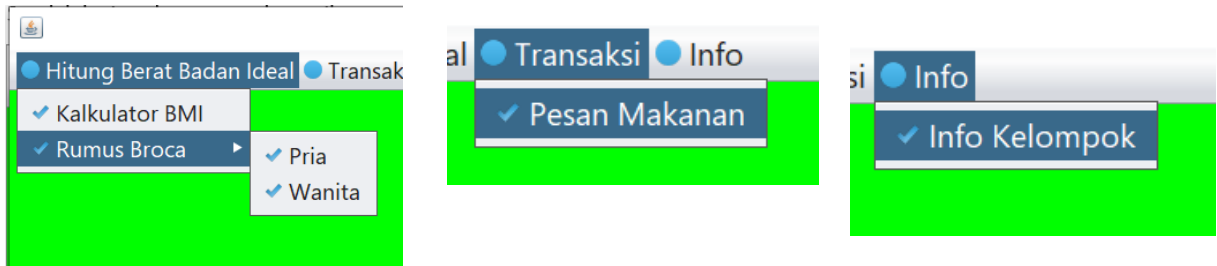 Hitung Berat Badan Ideal Transak
Kalkulator BMI
Rumus Broca
Pria
Wanita
al Transaksi Info
Pesan Makanan
si Info
Info Kelompok